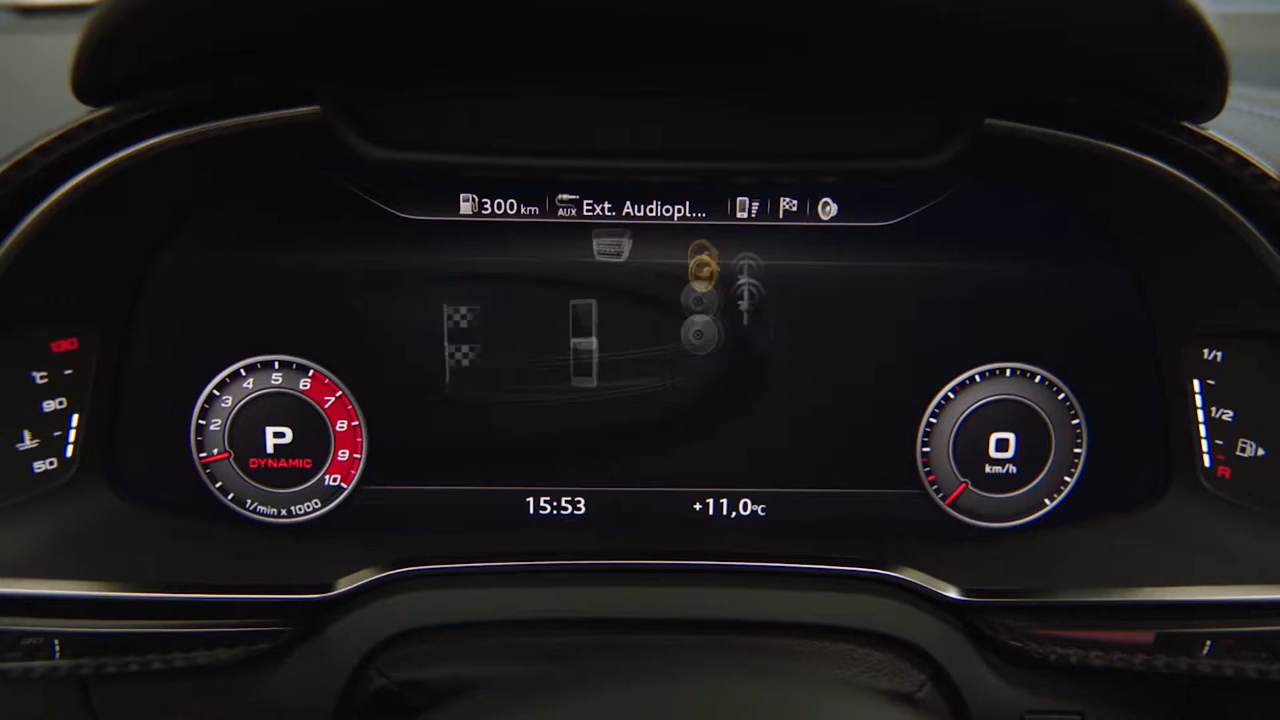 300 km
AUX Ext. Audiopl...
130
°C
90
50
1 2 3 4 5 6 7 8 9 10
P
DYNAMIC
1/min x 1000
0
km/h
1/1
1/2
R
15:53
+11,0°C